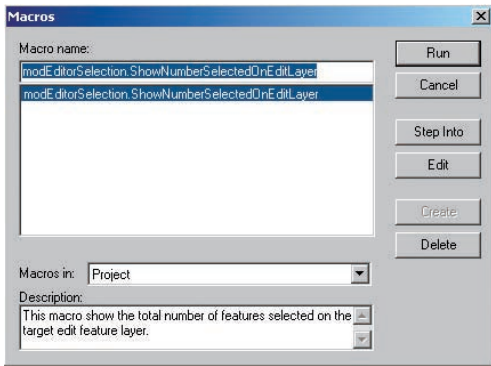 Macros
Macro name:
modEditorSelection.ShowNumberSelectedOnEditLayer
modEditorSelection.ShowNumberSelectedOnEditLayer
Run
Cancel
Step Into
Edit
Create
Delete
Macros in: Project
Description:
This macro show the total number of features selected on the
target edit feature layer.